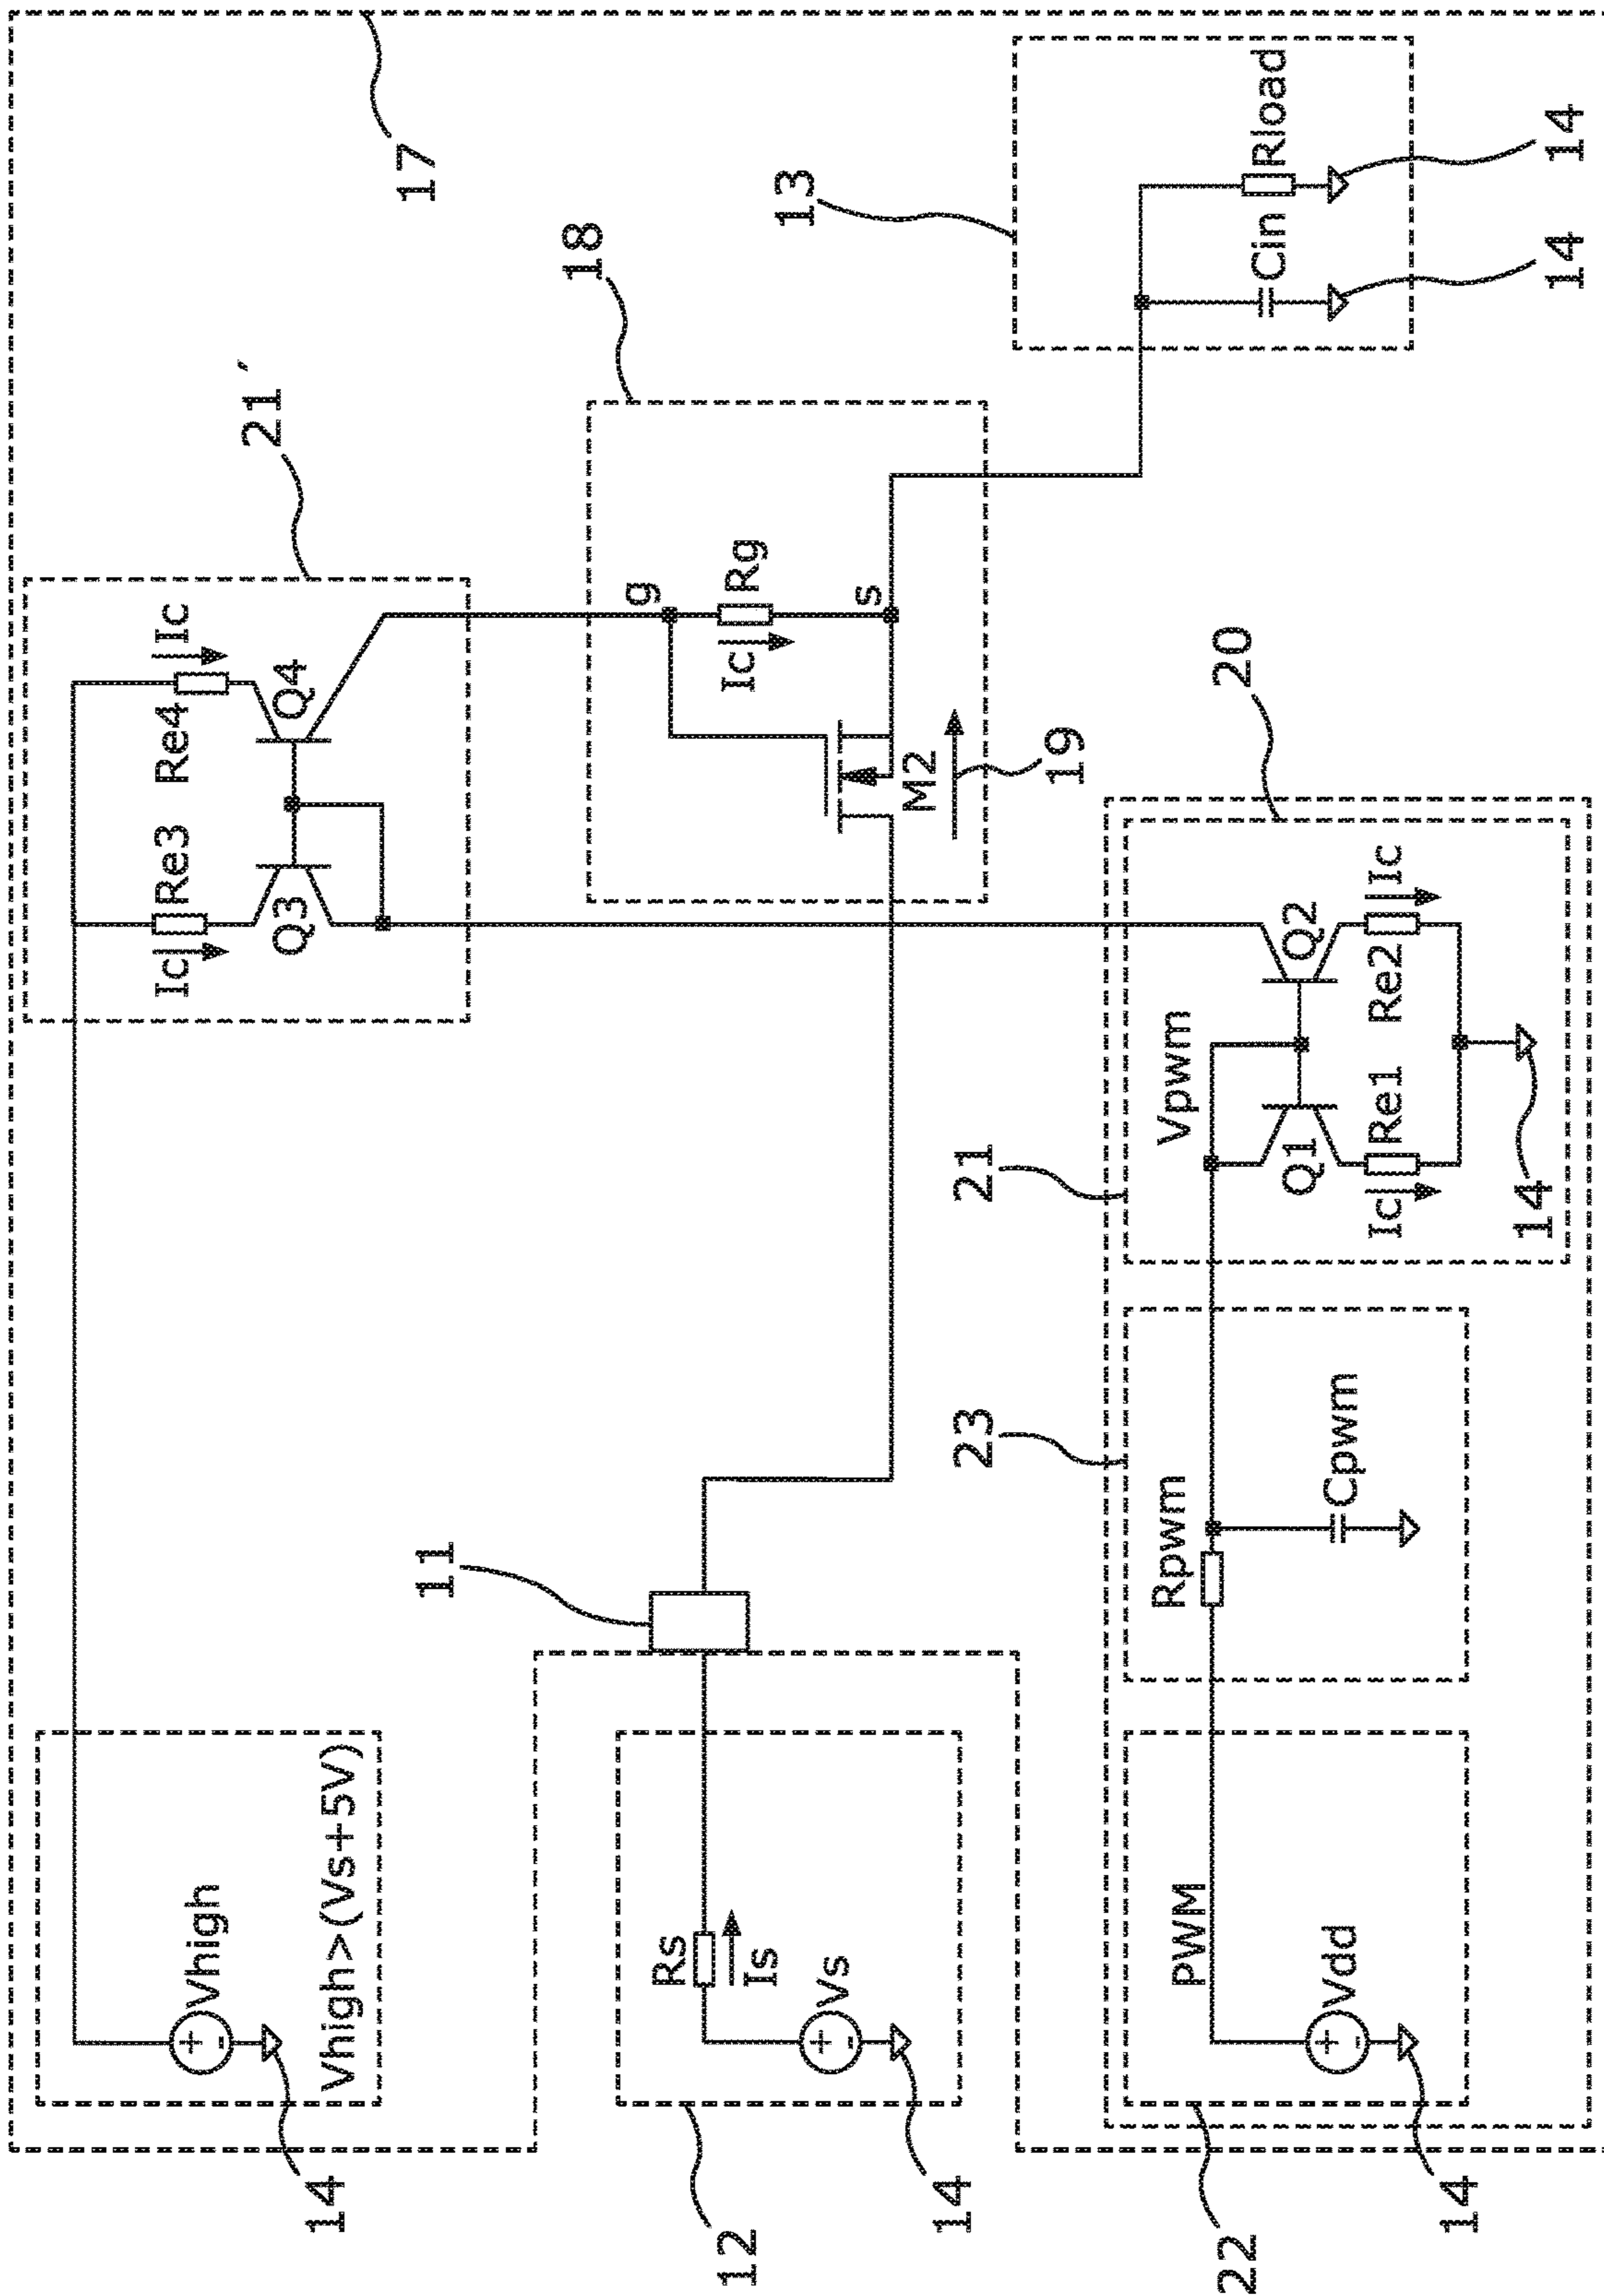 17
21´
Ic
Re3
Re4
Ic
Q3
Q4
Vhigh
Vhigh>(Vs+5V)
14
18
g
Ic
Rg
s
M2
19
11
Rs
Is
Vs
14
12
13
Cin
Rload
14
14
20
21
Vpwm
Q1
Q2
Ic
Re1
Re2
Ic
14
23
Rpwm
Cpwm
PWM
Vdd
14
22